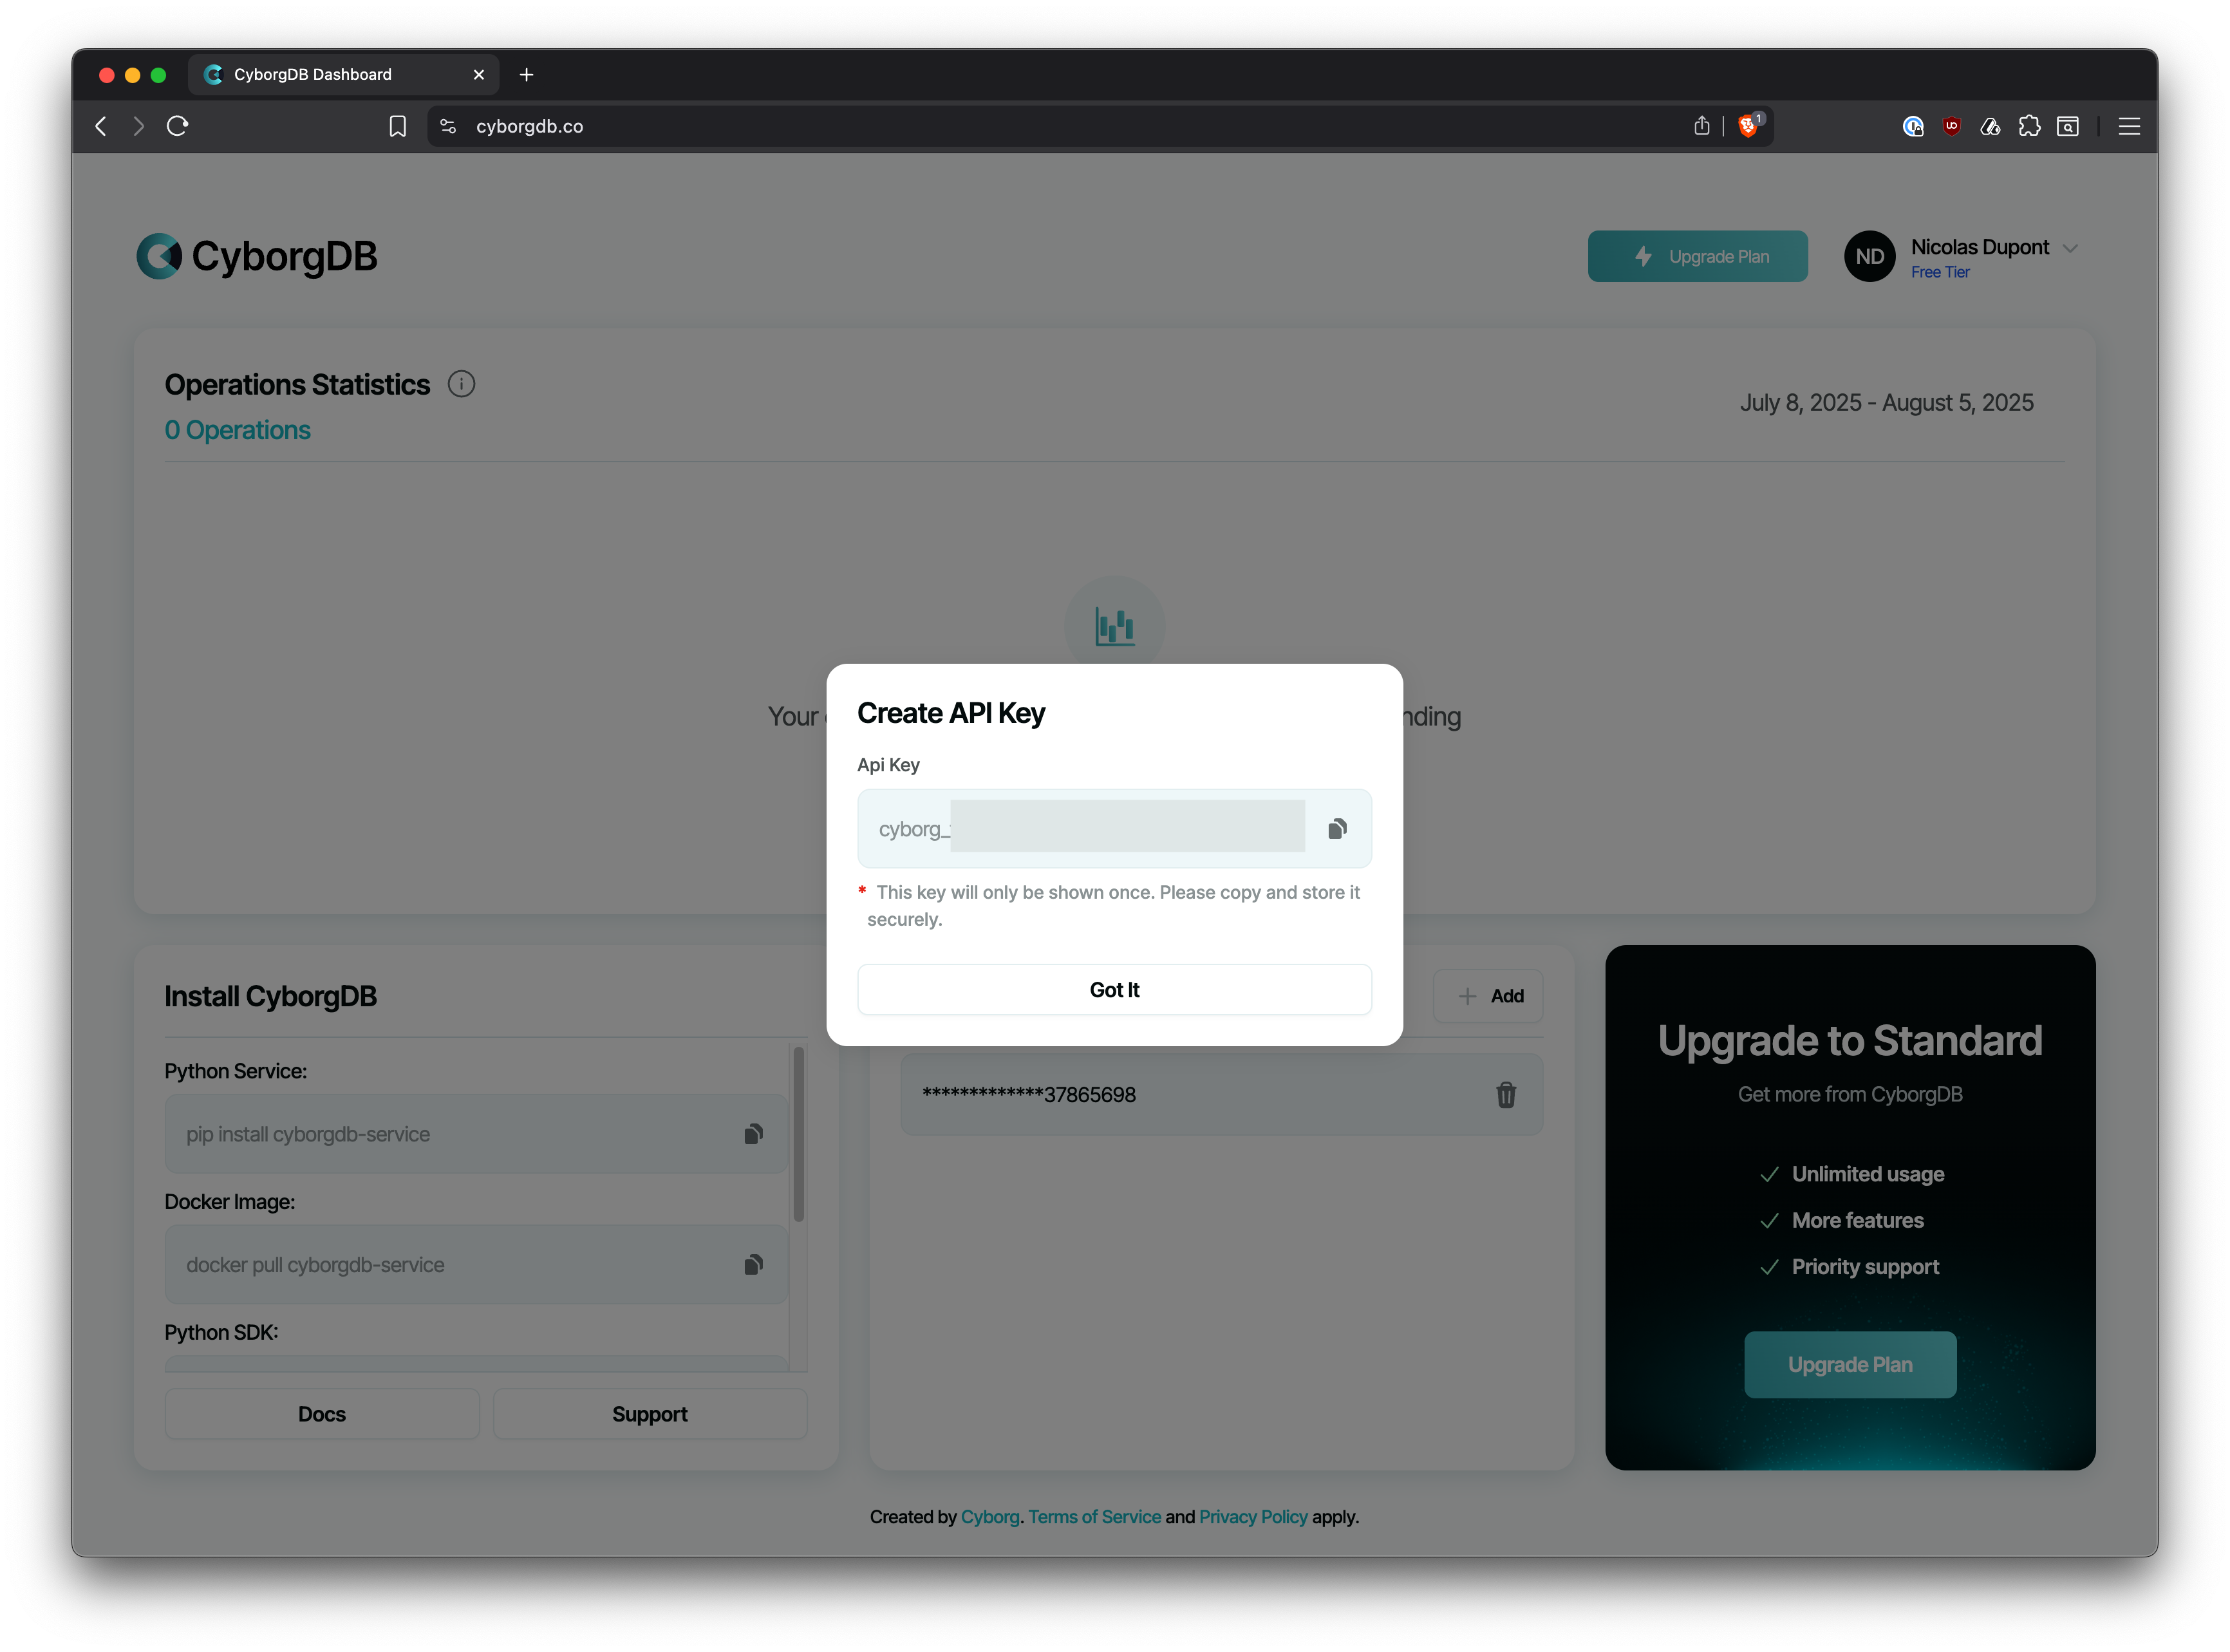 CyborgDB Dashboard
cyborgdb.co
1
CyborgDB
Upgrade Plan
ND
Nicolas Dupont
Free Tier
Operations Statistics
0 Operations
July 8, 2025 - August 5, 2025
Your
nding
Create API Key
Api Key
cyborg_
* This key will only be shown once. Please copy and store it
securely.
Got It
Install CyborgDB
Python Service:
pip install cyborgdb-service
Docker Image:
docker pull cyborgdb-service
Python SDK:
Docs
Support
Add
*************37865698
Upgrade to Standard
Get more from CyborgDB
Unlimited usage
More features
Priority support
Upgrade Plan
Created by Cyborg. Terms of Service and Privacy Policy apply.